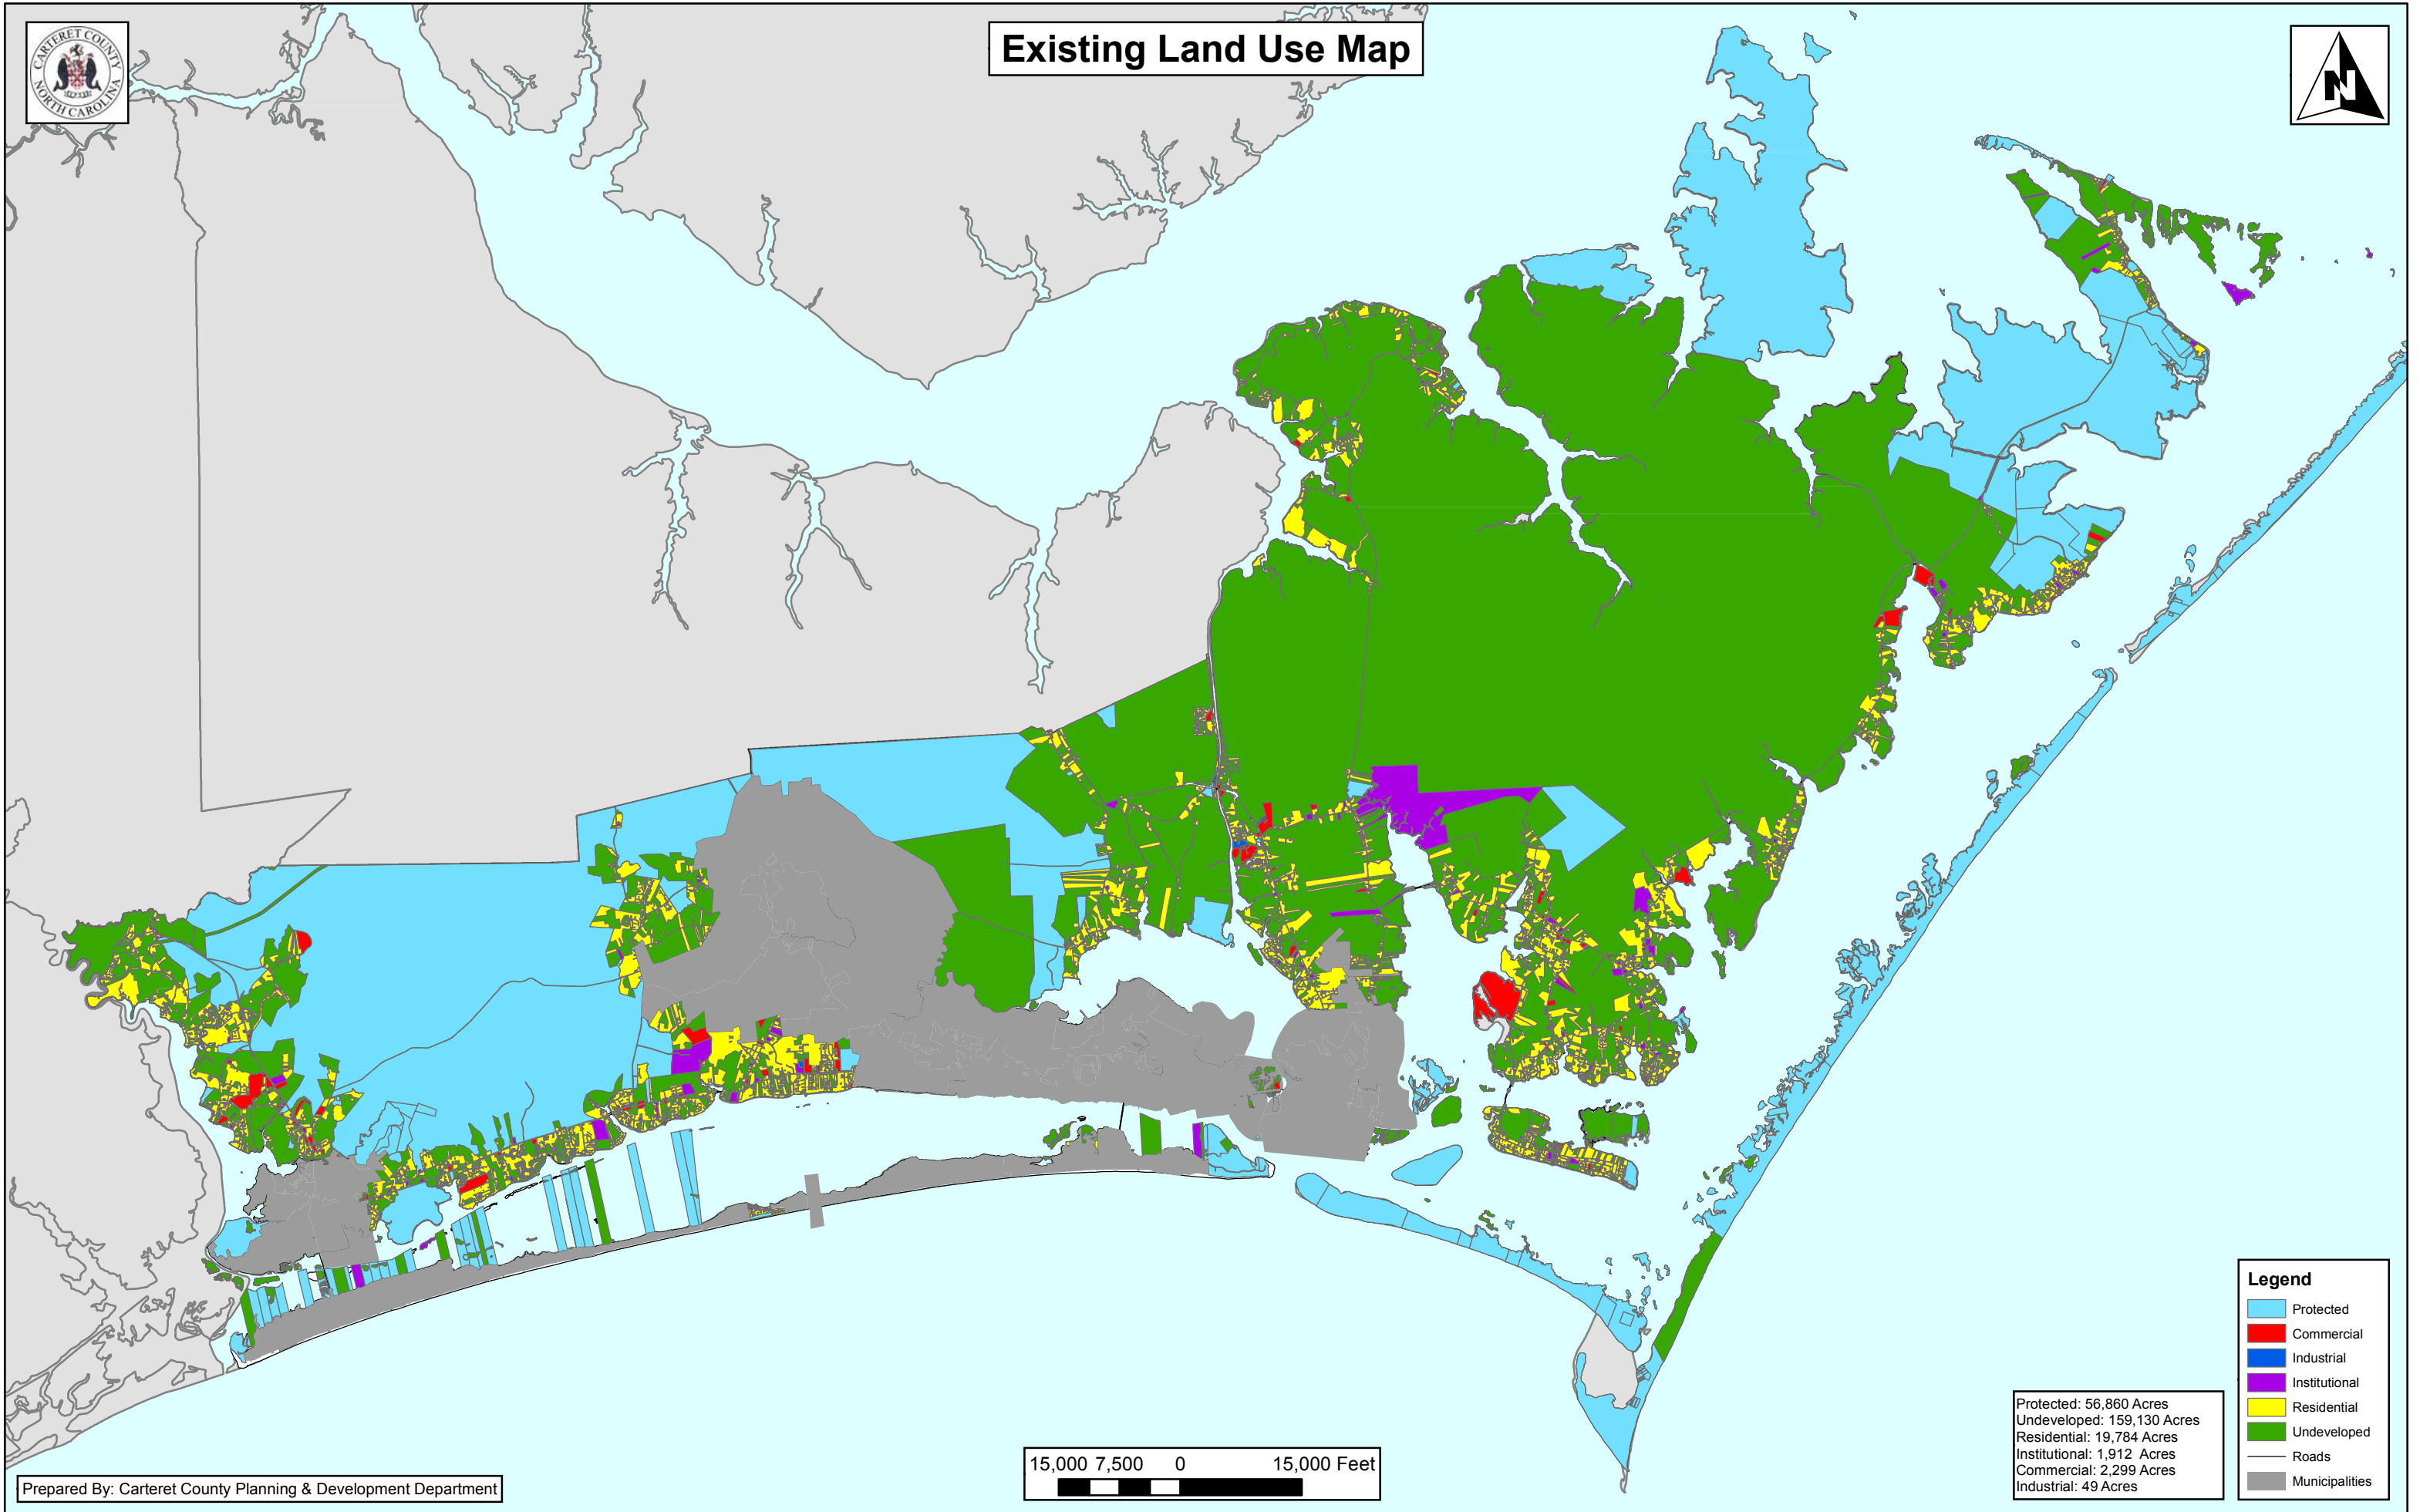 CARTERET COUNTY
NORTH CAROLINA
Existing Land Use Map
N
Legend
Protected
Commercial
Industrial
Institutional
Residential
Undeveloped
Roads
Municipalities
Protected: 56,860 Acres
Undeveloped: 159,130 Acres
Residential: 19,784 Acres
Institutional: 1,912 Acres
Commercial: 2,299 Acres
Industrial: 49 Acres
15,000 7,500 0 15,000 Feet
Prepared By: Carteret County Planning & Development Department